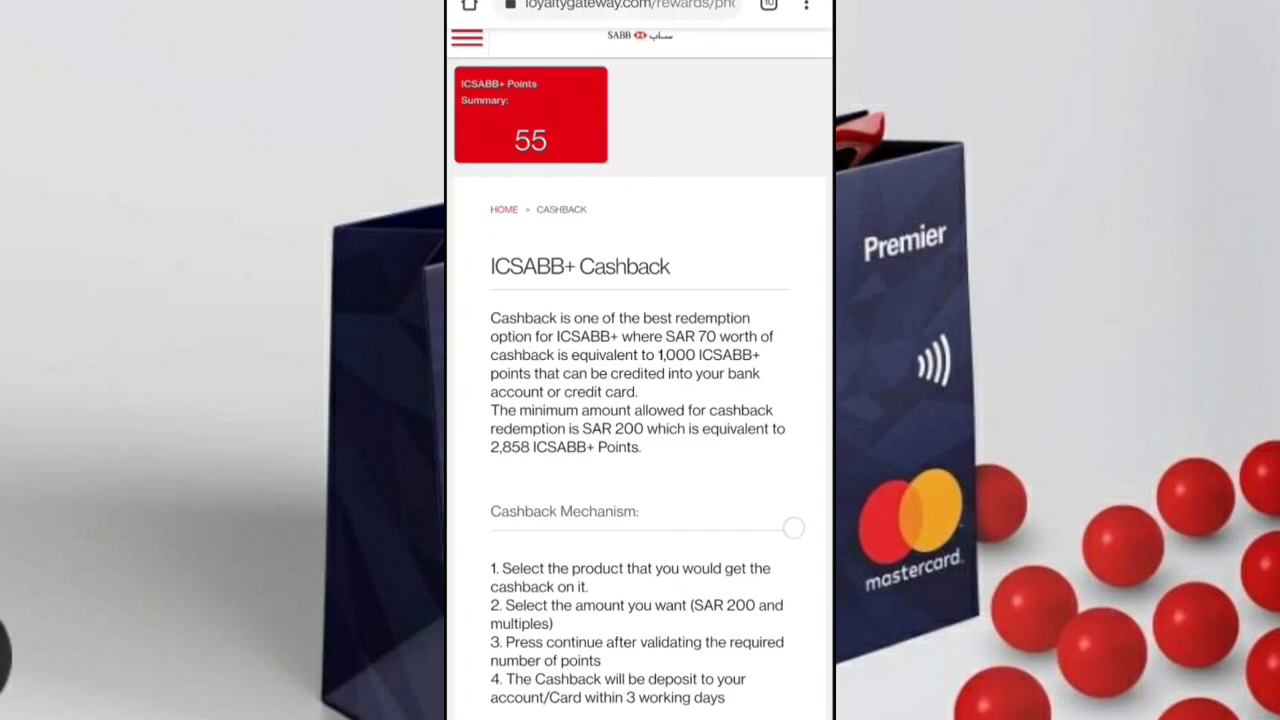 loyaltygateway.com/rewards/
10
SABB ساب
ICSABB+ Points
Summary:
55
HOME > CASHBACK
ICSABB+ Cashback
Cashback is one of the best redemption
option for ICSABB+ where SAR 70 worth of
cashback is equivalent to 1,000 ICSABB+
points that can be credited into your bank
account or credit card.
The minimum amount allowed for cashback
redemption is SAR 200 which is equivalent to
2,858 ICSABB+ Points.
Cashback Mechanism:
1. Select the product that you would get the
cashback on it.
2. Select the amount you want (SAR 200 and
multiples)
3. Press continue after validating the required
number of points
4. The Cashback will be deposit to your
account/Card within 3 working days
Premier
mastercard